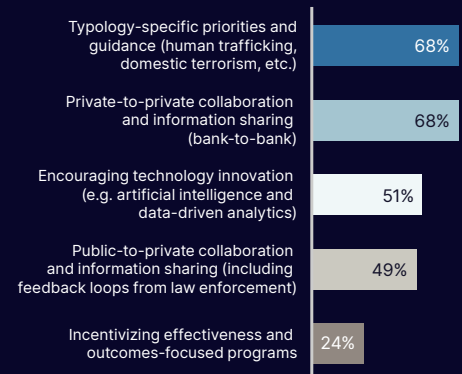 Typology-specific priorities and
guidance (human trafficking,
domestic terrorism, etc.)
68%
Private-to-private collaboration
and information sharing
(bank-to-bank)
68%
Encouraging technology innovation
(e.g. artificial intelligence and
data-driven analytics)
51%
Public-to-private collaboration
and information sharing (including
feedback loops from law enforcement)
49%
Incentivizing effectiveness and
outcomes-focused programs
24%